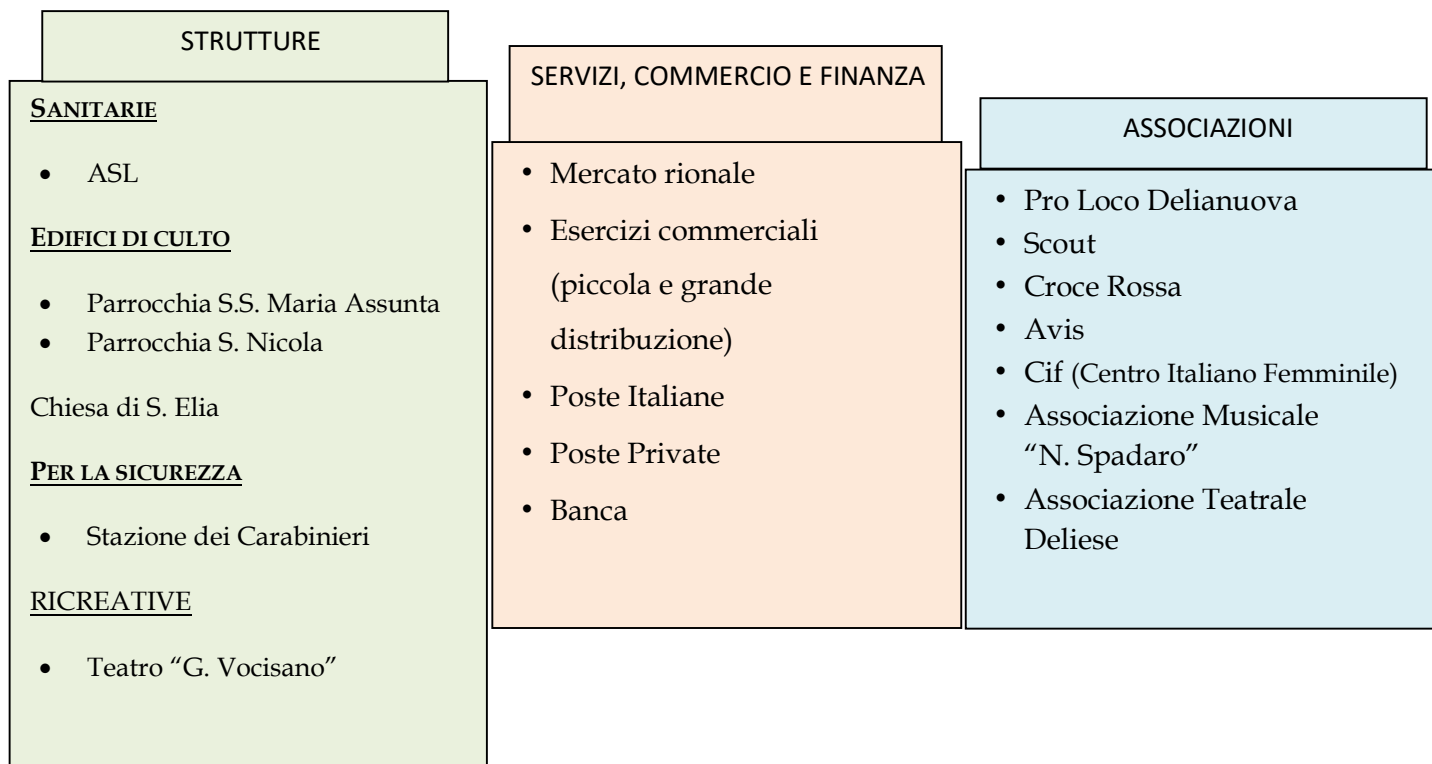 STRUTTURE
SANITARIE
• ASL
EDIFICI DI CULTO
• Parrocchia S.S. Maria Assunta
• Parrocchia S. Nicola
Chiesa di S. Elia
PER LA SICUREZZA
• Stazione dei Carabinieri
RICREATIVE
• Teatro “G. Vocisano”
SERVIZI, COMMERCIO E FINANZA
• Mercato rionale
• Esercizi commerciali
(piccola e grande
distribuzione)
• Poste Italiane
• Poste Private
• Banca
ASSOCIAZIONI
• Pro Loco Delianuova
• Scout
• Croce Rossa
• Avis
• Cif (Centro Italiano Femminile)
• Associazione Musicale
“N. Spadaro”
• Associazione Teatrale
Deliese